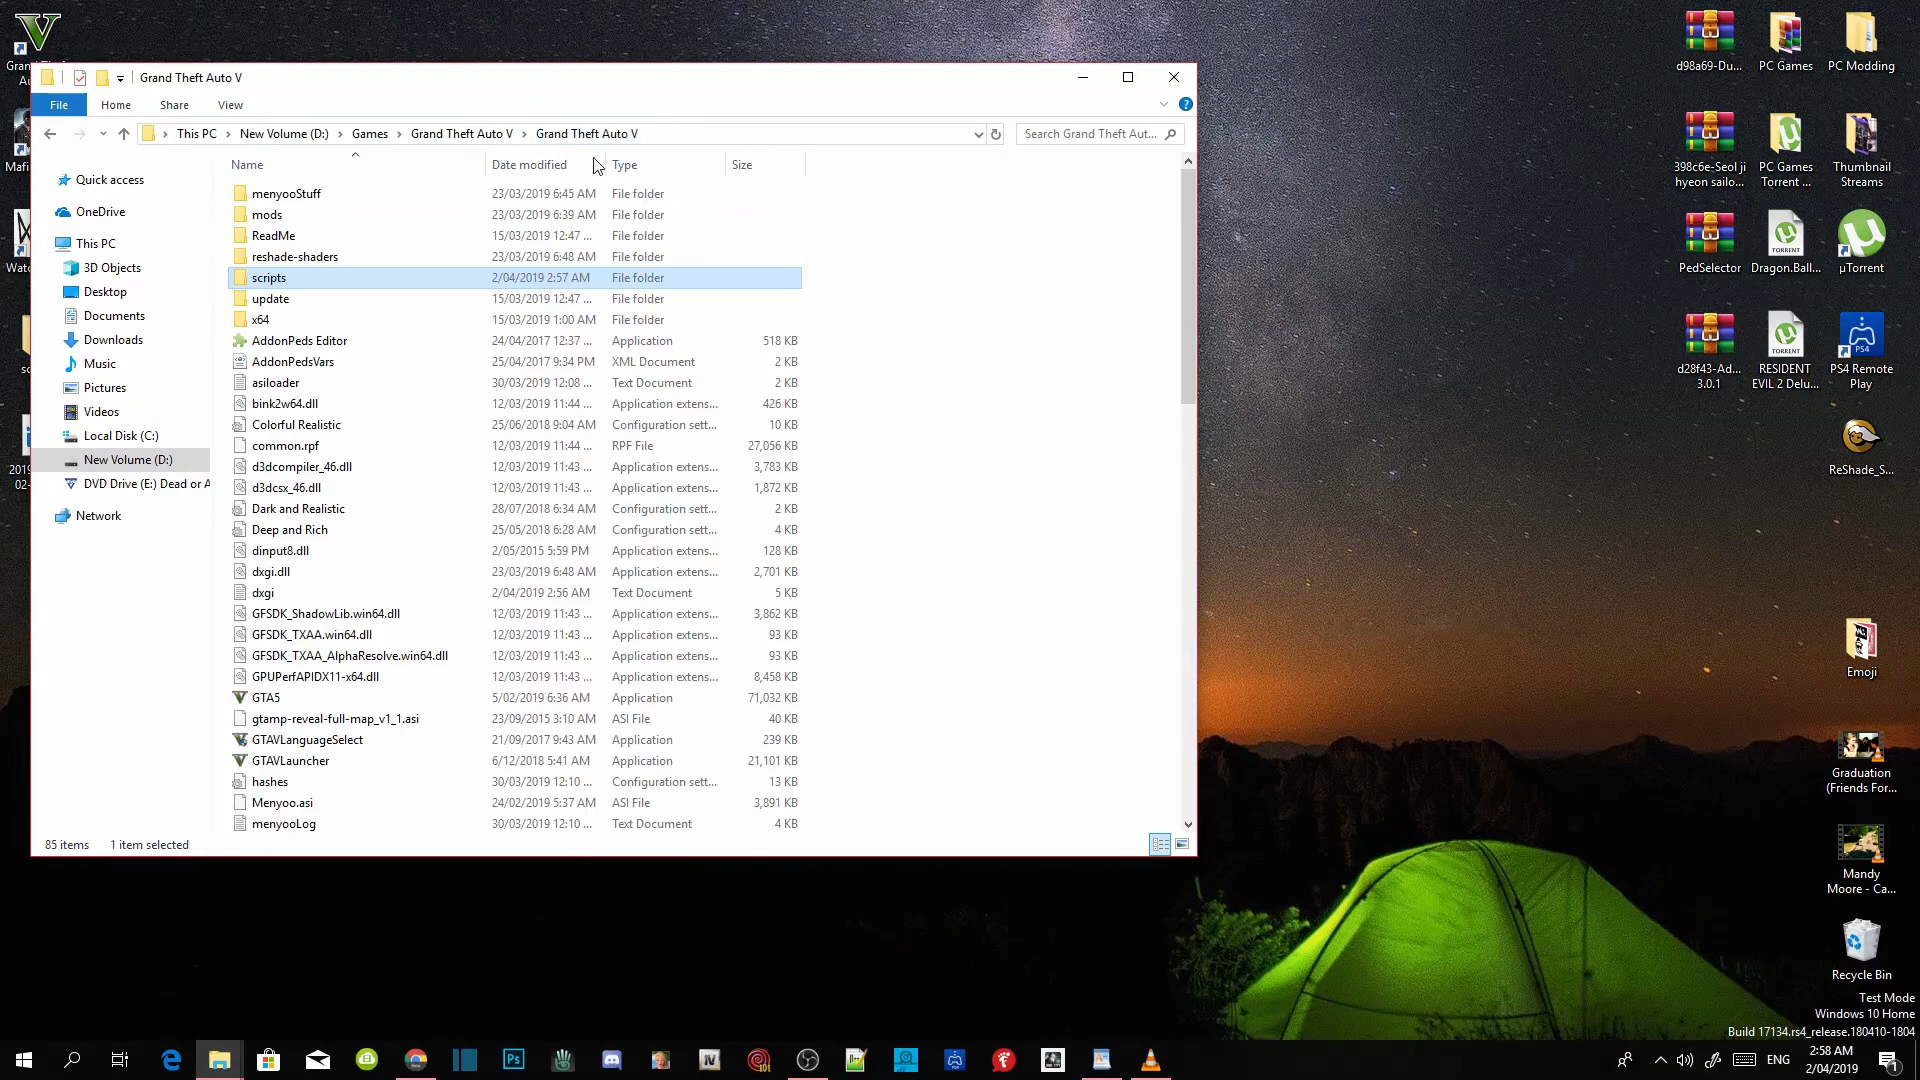 Grand Theft Auto V
File
Home
Share
View
This PC
New Volume (D:)
Games
Grand Theft Auto V
Grand Theft Auto V
Search Grand Theft Aut...
Quick access
OneDrive
This PC
3D Objects
Desktop
Documents
Downloads
Music
Pictures
Videos
Local Disk (C:)
New Volume (D:)
DVD Drive (E:) Dead or A
Network
Name Date modified Type Size
menyooStuff 23/03/2019 6:45 AM File folder
mods 23/03/2019 6:39 AM File folder
ReadMe 15/03/2019 12:47 ... File folder
reshade-shaders 23/03/2019 6:48 AM File folder
scripts 2/04/2019 2:57 AM File folder
update 15/03/2019 12:47 ... File folder
x64 15/03/2019 1:00 AM File folder
AddonPeds Editor 24/04/2017 12:37 ... Application 518 KB
AddonPedsVars 25/04/2017 9:34 PM XML Document 2 KB
asiloader 30/03/2019 12:08 ... Text Document 2 KB
bink2w64.dll 12/03/2019 11:44 ... Application extens... 426 KB
Colorful Realistic 25/06/2018 9:04 AM Configuration sett... 10 KB
common.rpf 12/03/2019 11:44 ... RPF File 27,056 KB
d3dcompiler_46.dll 12/03/2019 11:43 ... Application extens... 3,783 KB
d3dcsx_46.dll 12/03/2019 11:43 ... Application extens... 1,872 KB
Dark and Realistic 28/07/2018 6:34 AM Configuration sett... 2 KB
Deep and Rich 25/05/2018 6:28 AM Configuration sett... 4 KB
dinput8.dll 2/05/2015 5:59 PM Application extens... 128 KB
dxgi.dll 23/03/2019 6:48 AM Application extens... 2,701 KB
dxgi 2/04/2019 2:56 AM Text Document 5 KB
GFSDK_ShadowLib.win64.dll 12/03/2019 11:43 ... Application extens... 3,862 KB
GFSDK_TXAA.win64.dll 12/03/2019 11:43 ... Application extens... 93 KB
GFSDK_TXAA_AlphaResolve.win64.dll 12/03/2019 11:43 ... Application extens... 93 KB
GPUPerfAPIDX11-x64.dll 12/03/2019 11:43 ... Application extens... 8,458 KB
GTA5 5/02/2019 6:36 AM Application 71,032 KB
gtamp-reveal-full-map_v1_1.asi 23/09/2015 3:10 AM ASI File 40 KB
GTAVLanguageSelect 21/09/2017 9:43 AM Application 239 KB
GTAVLauncher 6/12/2018 5:41 AM Application 21,101 KB
hashes 30/03/2019 12:10 ... Configuration sett... 13 KB
Menyoo.asi 24/02/2019 5:37 AM ASI File 3,891 KB
menyooLog 30/03/2019 12:10 ... Text Document 4 KB
85 items 1 item selected
d98a69-Du...
PC Games
PC Modding
398c6e-Seol ji
hyeon sailo...
PC Games
Torrent ...
Thumbnail
Streams
PedSelector
TORRENT
Dragon.Ball...
µTorrent
d28f43-Ad...
3.0.1
TORRENT
RESIDENT
EVIL 2 Delu...
PS4
PS4 Remote
Play
ReShade_S...
Emoji
Graduation
(Friends For...
Mandy
Moore - Ca...
Recycle Bin
Test Mode
Windows 10 Home
Build 17134.rs4_release.180410-1804
Ps
IV
101
ENG
2:58 AM
2/04/2019
1